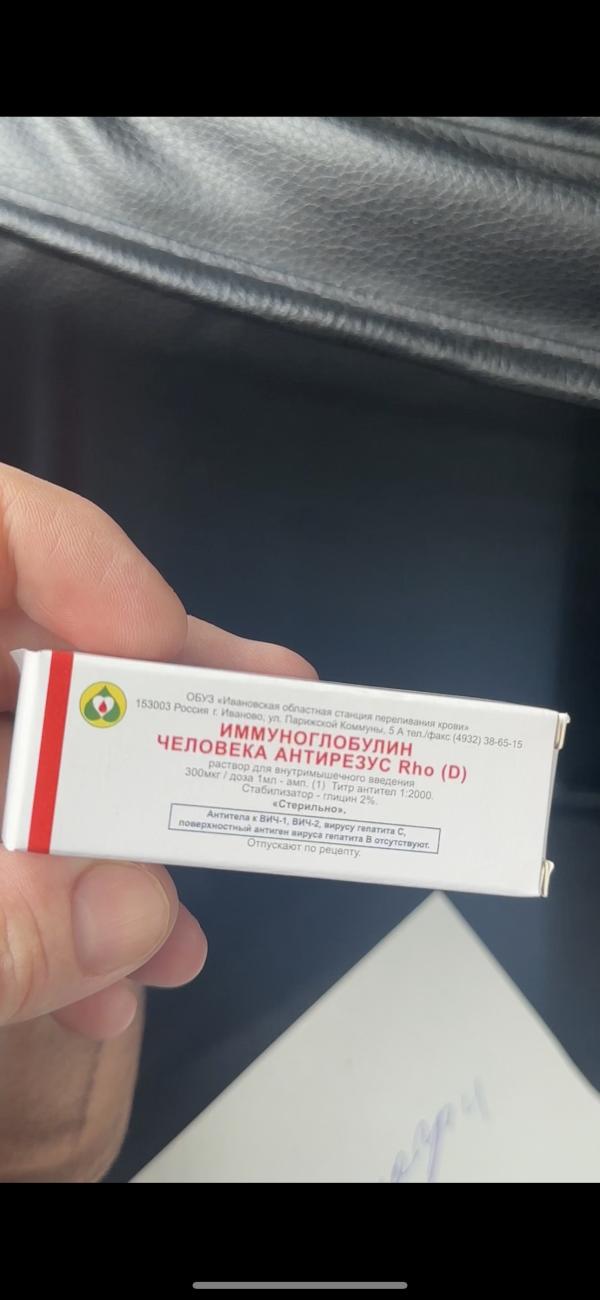 ОБУЗ «Ивановская областная станция переливания крови»
153003 Россия г. Иваново, ул. Парижской Коммуны, 5 А тел./факс (4932) 38-65-15
ИММУНОГЛОБУЛИН
ЧЕЛОВЕКА АНТИРЕЗУС Rho (D)
раствор для внутримышечного введения
300мкг / доза 1мл - амп. (1) Титр антител 1:2000.
Стабилизатор - глицин 2%.
«Стерильно».
Антитела к ВИЧ-1, ВИЧ-2, вирусу гепатита С,
поверхностный антиген вируса гепатита В отсутствуют.
Отпускают по рецепту.